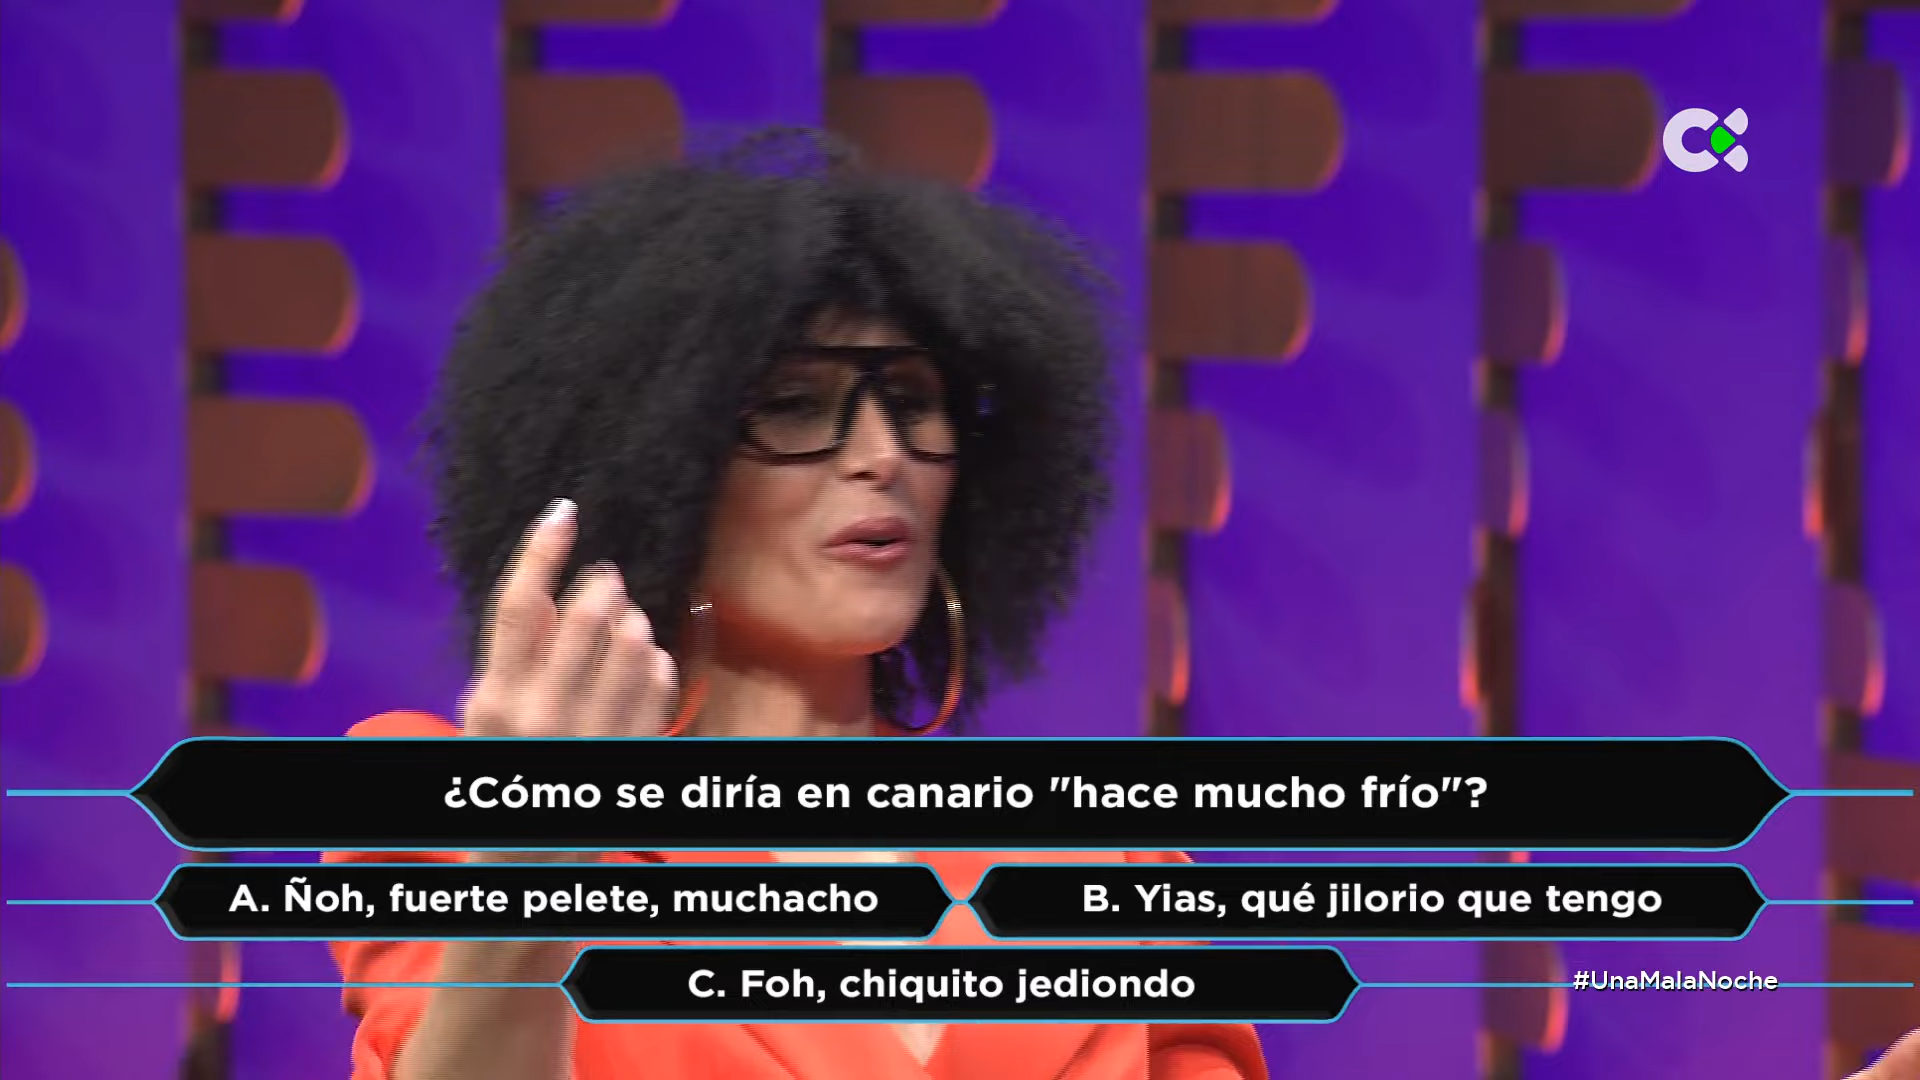 ¿Cómo se diría en canario "hace mucho frío"?
A. Ñoh, fuerte pelete, muchacho
B. Yias, qué jilorio que tengo
C. Foh, chiquito jediondo
#UnaMalaNoche